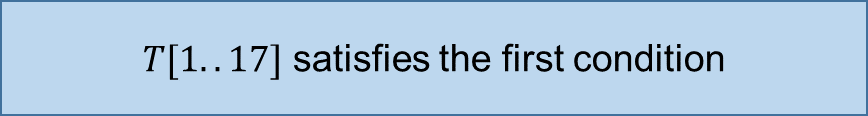 T[1..17] satisfies the first condition